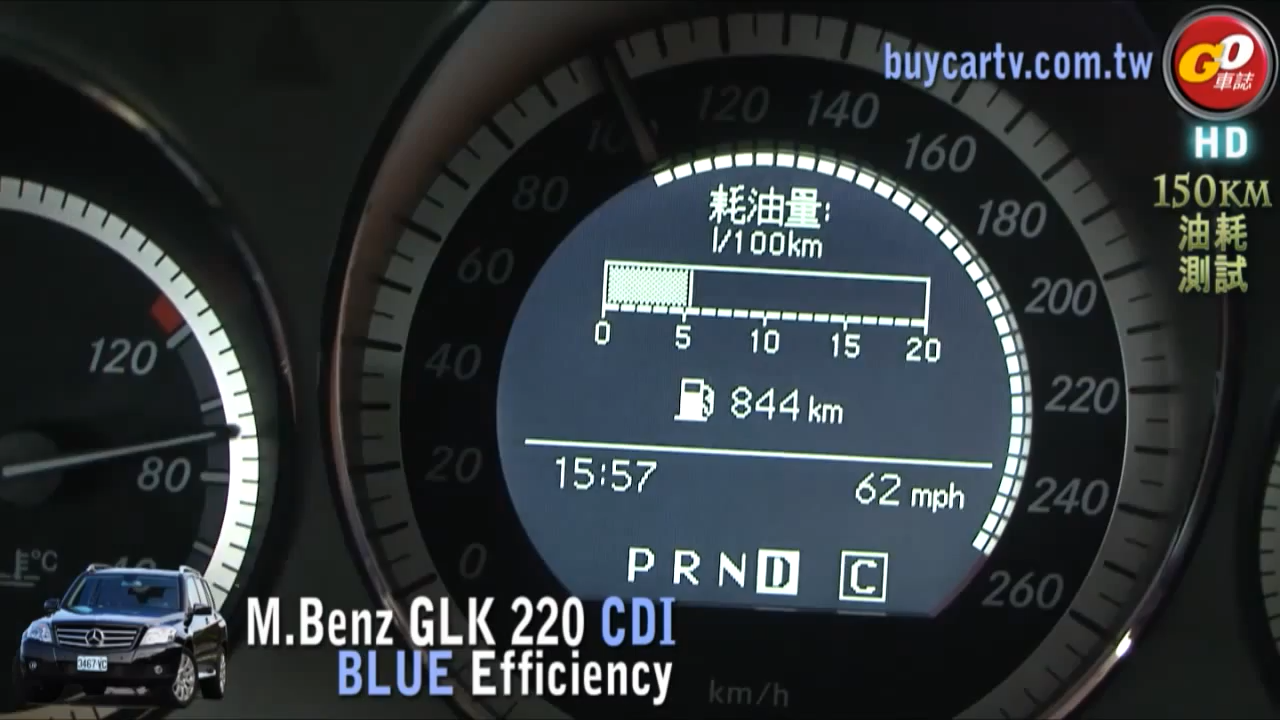 buycartv.com.tw
GO
車誌
HD
150KM
油耗
測試
120
80
40
°C
0
20
40
60
80
100
120
140
160
180
200
220
240
260
km/h
耗油量:
l/100km
0 5 10 15 20
844 km
15:57 62 mph
P R N D C
M.Benz GLK 220 CDI
BLUE Efficiency